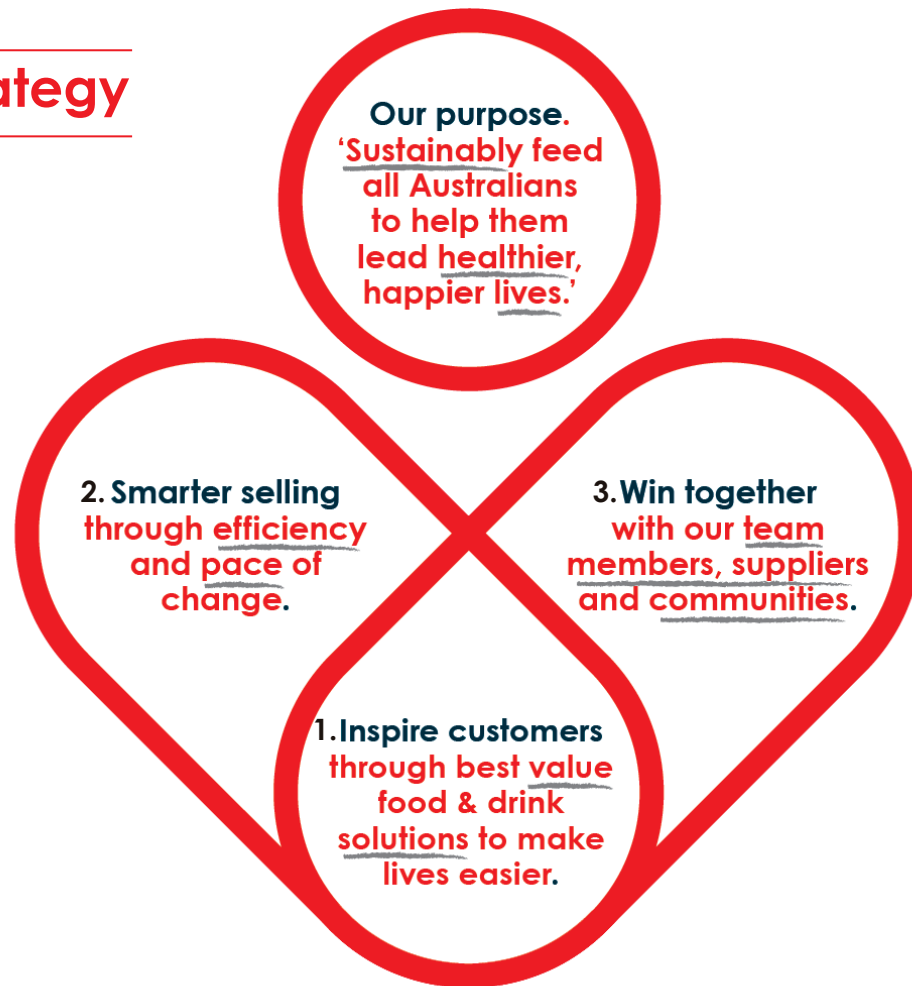 ategy
Our purpose.
‘Sustainably feed
all Australians
to help them
lead healthier,
happier lives.’
2. Smarter selling
through efficiency
and pace of
change.
3.Win together
with our team
members, suppliers
and communities.
1.Inspire customers
through best value
food & drink
solutions to make
lives easier.